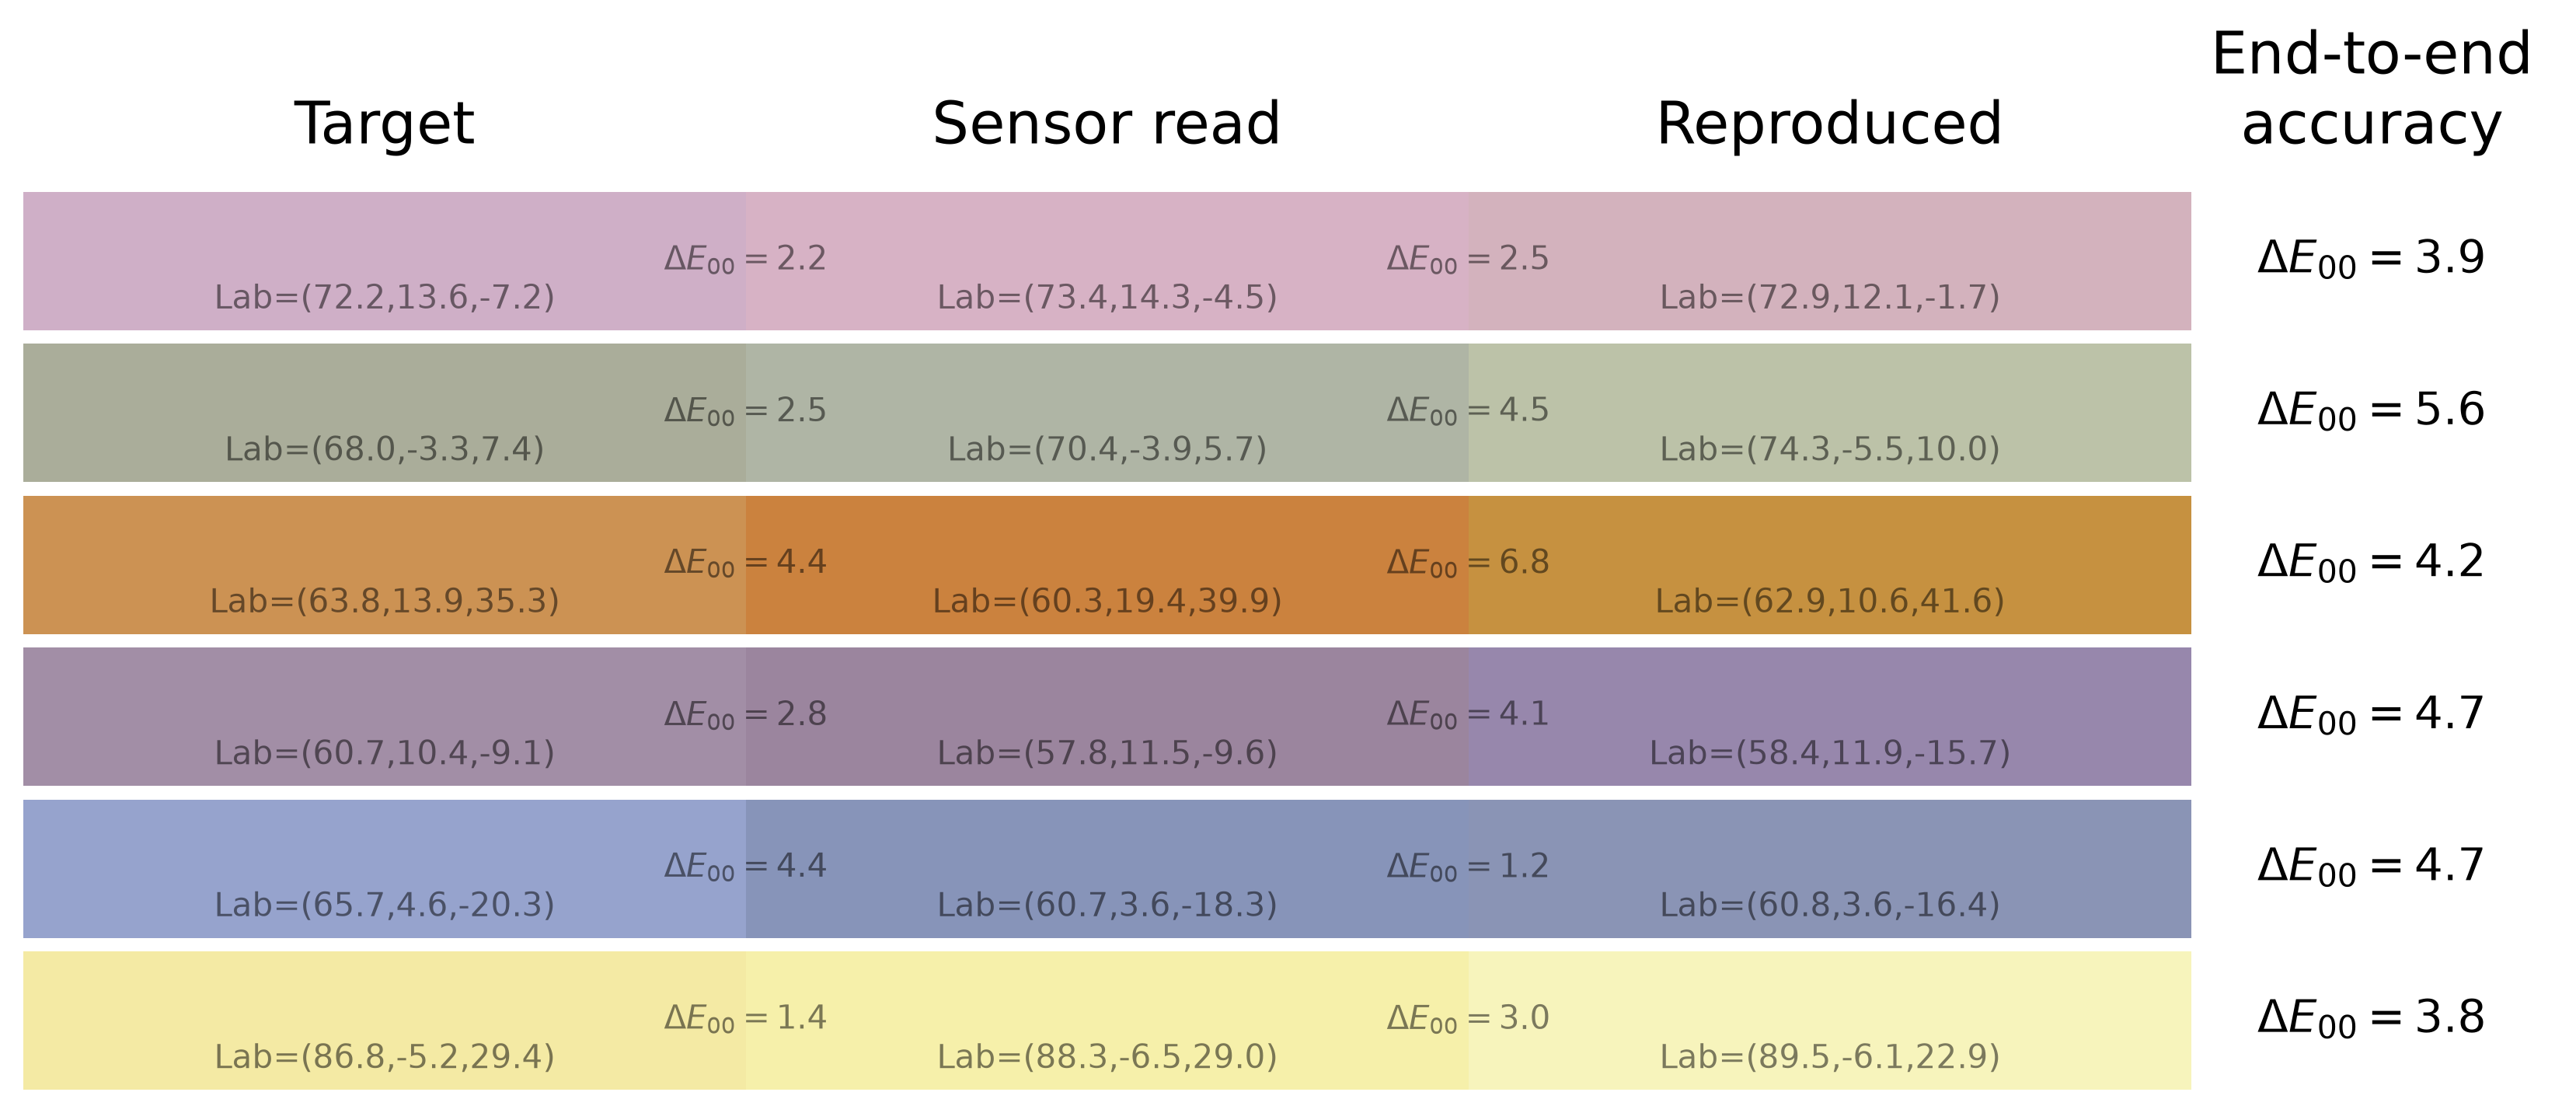 End-to-end
Target Sensor read Reproduced accuracy
ΔE₀₀ = 2.2 ΔE₀₀ = 2.5 ΔE₀₀ = 3.9
Lab=(72.2,13.6,-7.2) Lab=(73.4,14.3,-4.5) Lab=(72.9,12.1,-1.7)
ΔE₀₀ = 2.5 ΔE₀₀ = 4.5 ΔE₀₀ = 5.6
Lab=(68.0,-3.3,7.4) Lab=(70.4,-3.9,5.7) Lab=(74.3,-5.5,10.0)
ΔE₀₀ = 4.4 ΔE₀₀ = 6.8 ΔE₀₀ = 4.2
Lab=(63.8,13.9,35.3) Lab=(60.3,19.4,39.9) Lab=(62.9,10.6,41.6)
ΔE₀₀ = 2.8 ΔE₀₀ = 4.1 ΔE₀₀ = 4.7
Lab=(60.7,10.4,-9.1) Lab=(57.8,11.5,-9.6) Lab=(58.4,11.9,-15.7)
ΔE₀₀ = 4.4 ΔE₀₀ = 1.2 ΔE₀₀ = 4.7
Lab=(65.7,4.6,-20.3) Lab=(60.7,3.6,-18.3) Lab=(60.8,3.6,-16.4)
ΔE₀₀ = 1.4 ΔE₀₀ = 3.0 ΔE₀₀ = 3.8
Lab=(86.8,-5.2,29.4) Lab=(88.3,-6.5,29.0) Lab=(89.5,-6.1,22.9)